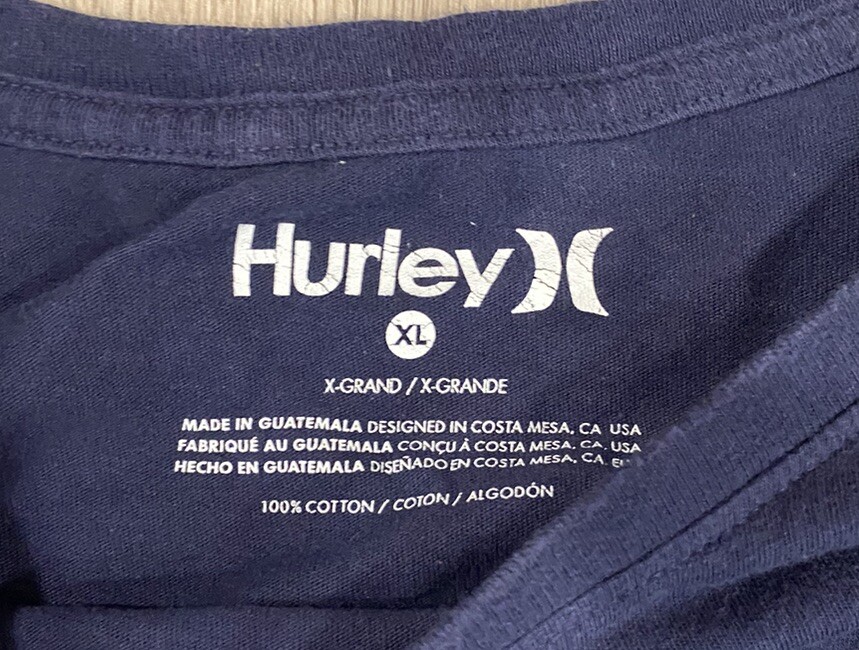 Hurley
XL
X-GRAND / X-GRANDE
MADE IN GUATEMALA DESIGNED IN COSTA MESA, CA USA
FABRIQUÉ AU GUATEMALA CONÇU À COSTA MESA, CA, USA
HECHO EN GUATEMALA DISEÑADO EN COSTA MESA, CA,
100% COTTON / COTON / ALGODÓN